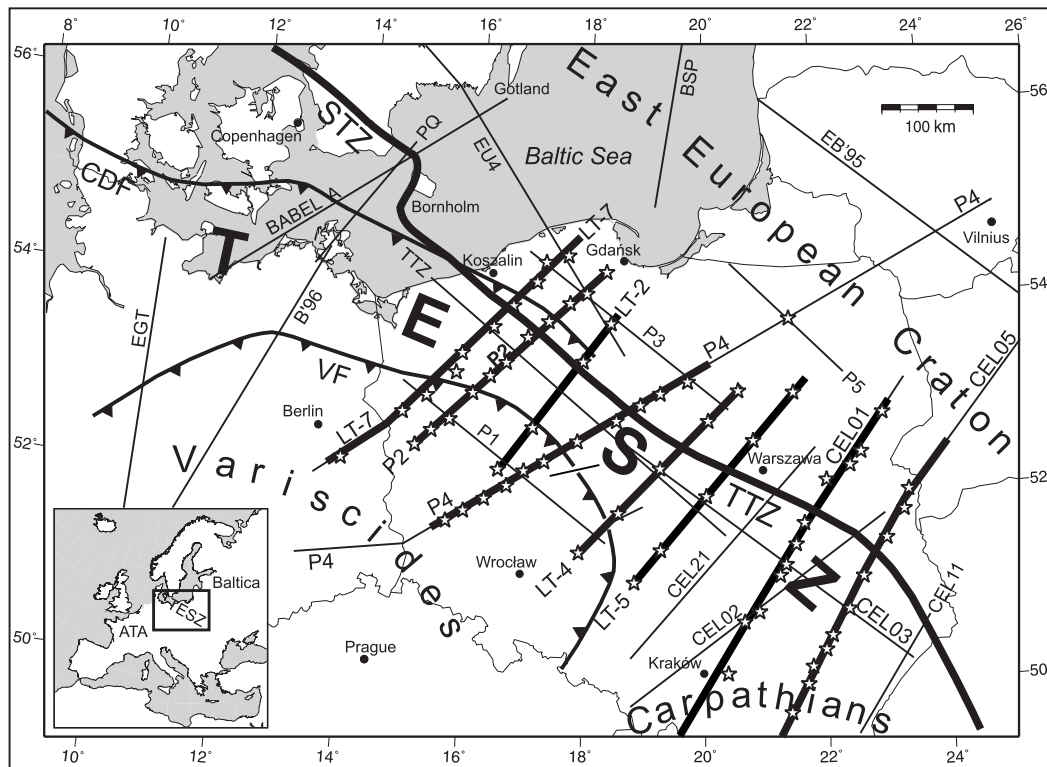 8° 10° 12° 14° 16° 18° 20° 22° 24° 26°
56°
56°
STZ
Gotland
PQ
EU4
BSP
East European Craton
EB'95
100 km
Copenhagen
Baltic Sea
CDF
BABEL A
Bornholm
P4
Vilnius
TESZ
TTZ
Koszalin
LT-7
Gdańsk
54°
54°
EGT
B'96
LT-2
P3
P4
P5
CEL05
VF
P2
Berlin
LT-7
P2
P1
CEL01
52°
52°
Variscides
Warszawa
TTZ
P4
P4
Wrocław
LT-4
LT-5
CEL21
CEL02
CEL03
CEL11
50°
50°
Prague
Kraków
Carpathians
Baltica
TESZ
ATA
10° 12° 14° 16° 18° 20° 22° 24°